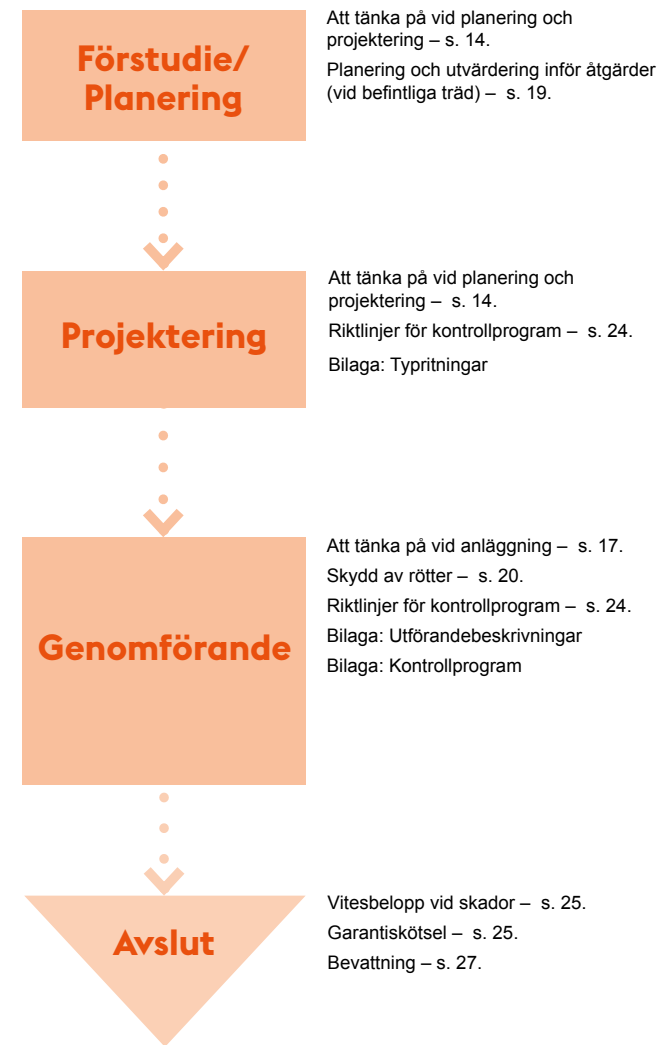 Förstudie/
Planering
Att tänka på vid planering och
projektering – s. 14.
Planering och utvärdering inför åtgärder
(vid befintliga träd) – s. 19.
Projektering
Att tänka på vid planering och
projektering – s. 14.
Riktlinjer för kontrollprogram – s. 24.
Bilaga: Typritningar
Genomförande
Att tänka på vid anläggning – s. 17.
Skydd av rötter – s. 20.
Riktlinjer för kontrollprogram – s. 24.
Bilaga: Utförandebeskrivningar
Bilaga: Kontrollprogram
Avslut
Vitesbelopp vid skador – s. 25.
Garantiskötsel – s. 25.
Bevattning – s. 27.